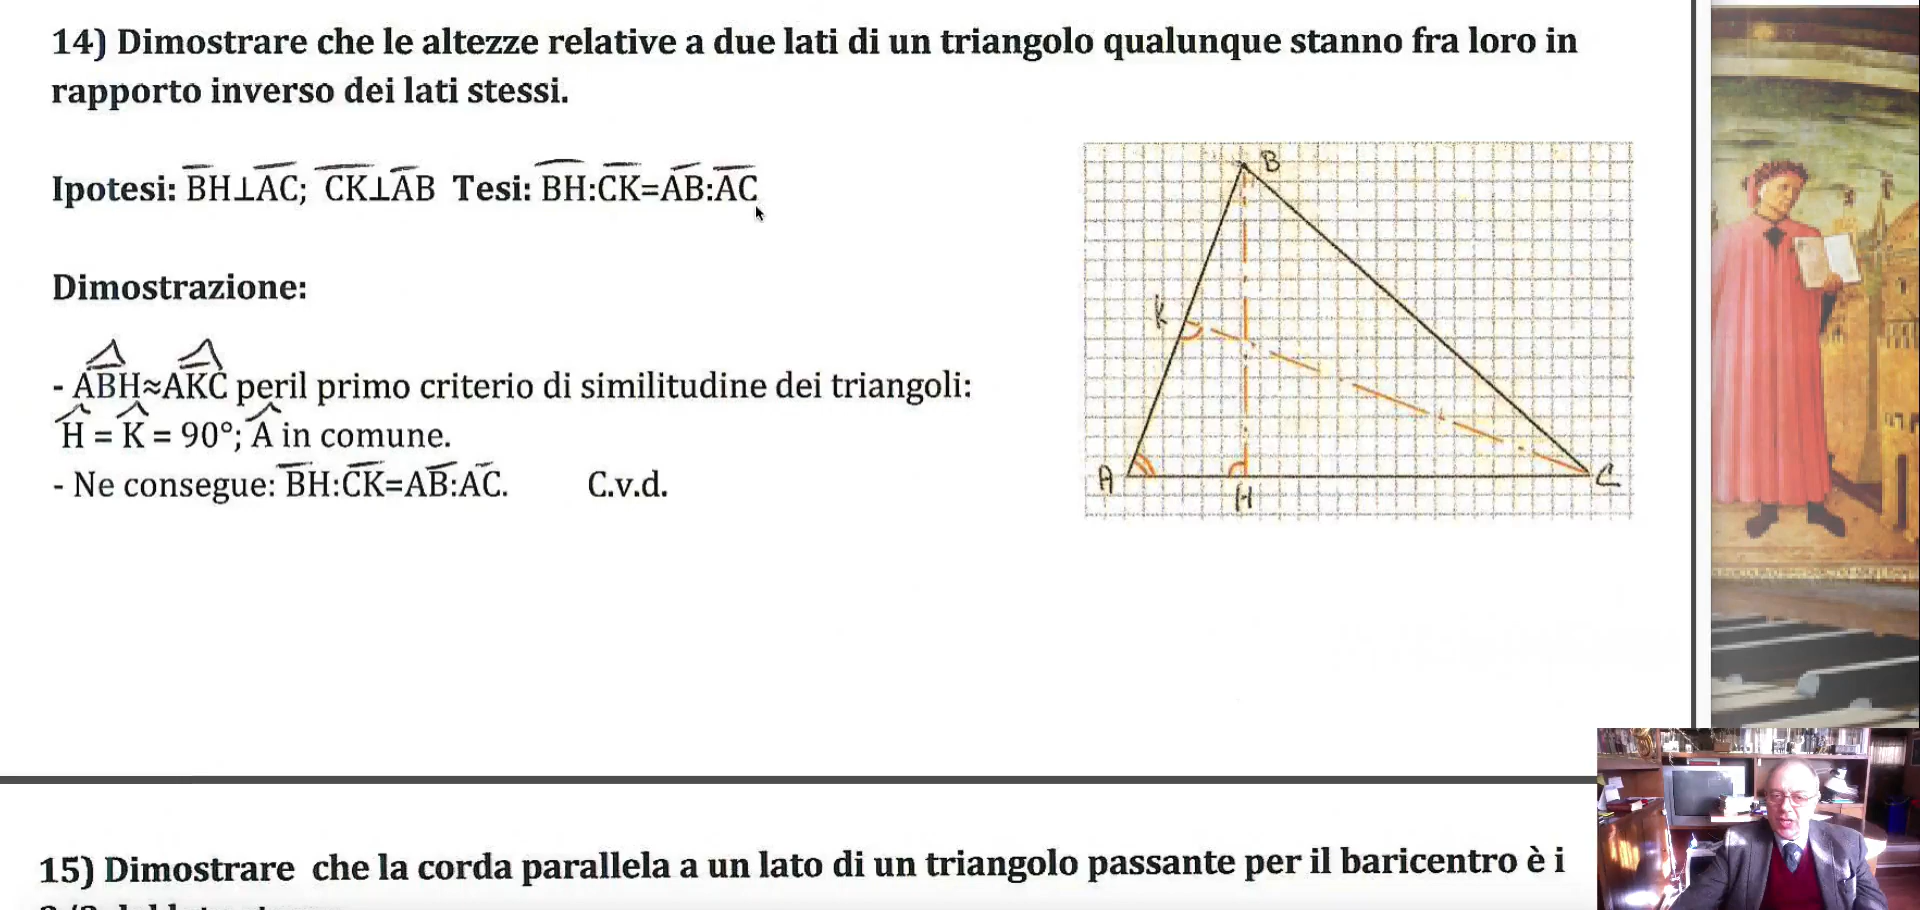 14) Dimostrare che le altezze relative a due lati di un triangolo qualunque stanno fra loro in
rapporto inverso dei lati stessi.
Ipotesi: BH⊥AC; CK⊥AB Tesi: BH:CK=AB:AC
Dimostrazione:
- ABH≈AKC peril primo criterio di similitudine dei triangoli:
H = K = 90°; A in comune.
- Ne consegue: BH:CK=AB:AC. C.v.d.
B
K
A
H
C
15) Dimostrare che la corda parallela a un lato di un triangolo passante per il baricentro è i